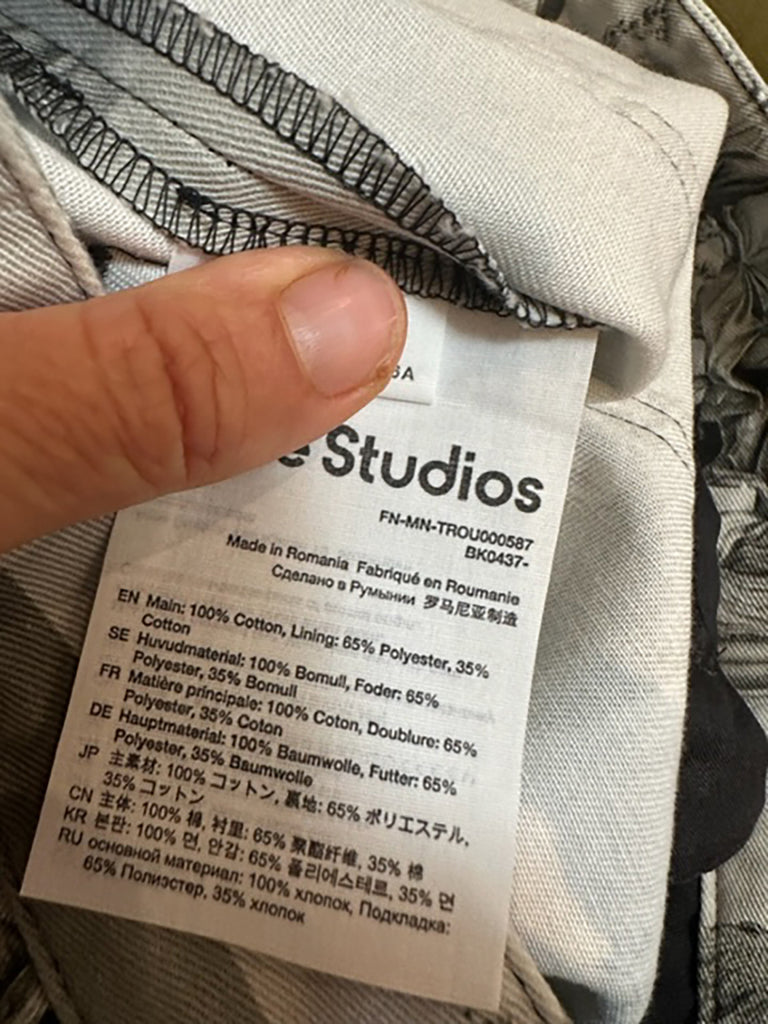 6A
e Studios
FN-MN-TROU000587
BK0437-
Made in Romania Fabriqué en Roumanie
Сделано в Румынии 罗马尼亚制造
EN Main: 100% Cotton, Lining: 65% Polyester, 35%
Cotton
SE Huvudmaterial: 100% Bomull, Foder: 65%
Polyester, 35% Bomull
FR Matière principale: 100% Coton, Doublure: 65%
Polyester, 35% Coton
DE Hauptmaterial: 100% Baumwolle, Futter: 65%
Polyester, 35% Baumwolle
JP 主素材: 100% コットン, 裏地: 65% ポリエステル,
35% コットン
CN 主体: 100% 棉, 衬里: 65% 聚酯纤维, 35% 棉
KR 본판: 100% 면, 안감: 65% 폴리에스테르, 35% 면
RU основной материал: 100% хлопок, Подкладка:
65% Полиэстер, 35% хлопок